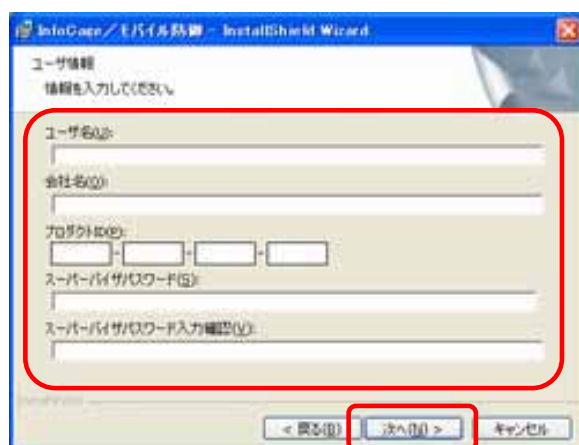 InfoCage／モバイル防御 - InstallShield Wizard
ユーザ情報
情報を入力してください。
ユーザ名(U):
会社名(O):
プロダクトID(P):
- - -
スーパーバイザパスワード(S):
スーパーバイザパスワード入力確認(V):
InstallShield
< 戻る(B) 次へ(N) > キャンセル